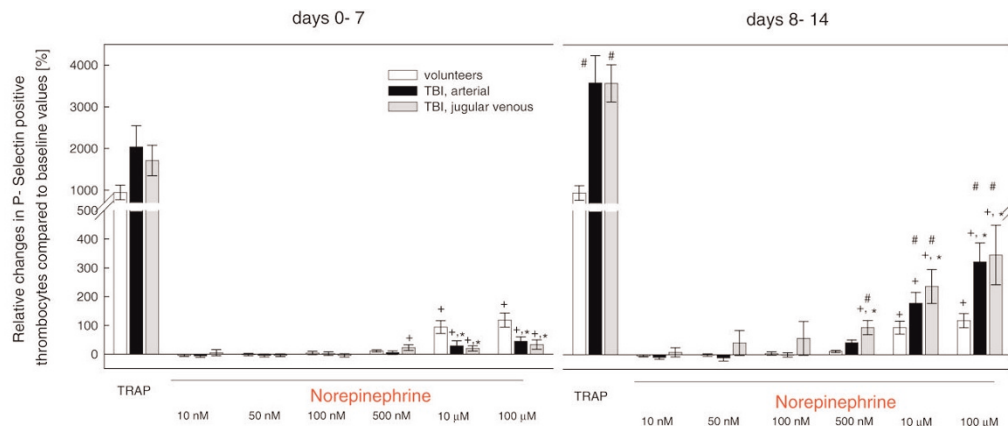 days 0- 7
days 8- 14
Relative changes in P- Selectin positive
thrombocytes compared to baseline values [%]
4000
3000
2000
1000
500
400
300
200
100
0
volunteers
TBI, arterial
TBI, jugular venous
+
+
+,*
+,*
+
+,*
+,*
TRAP
Norepinephrine
10 nM
50 nM
100 nM
500 nM
10 µM
100 µM
#
#
#
+,*
#
#
+
+
+,*
#
#
+
+,*
+,*
TRAP
Norepinephrine
10 nM
50 nM
100 nM
500 nM
10 µM
100 µM